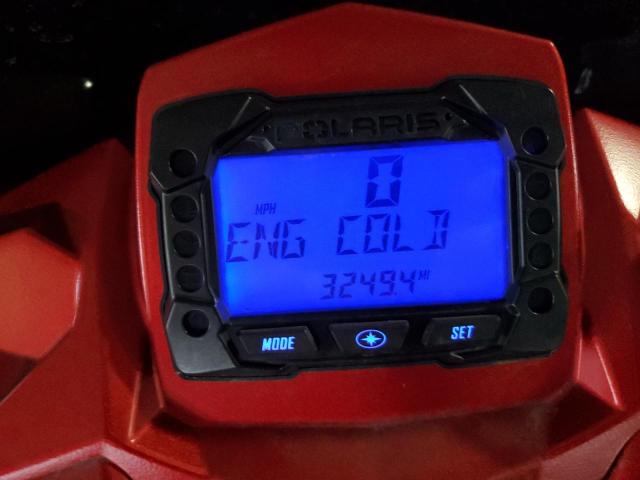 POLARIS
0
MPH
ENG COLD
3249.4 MI
MODE
SET